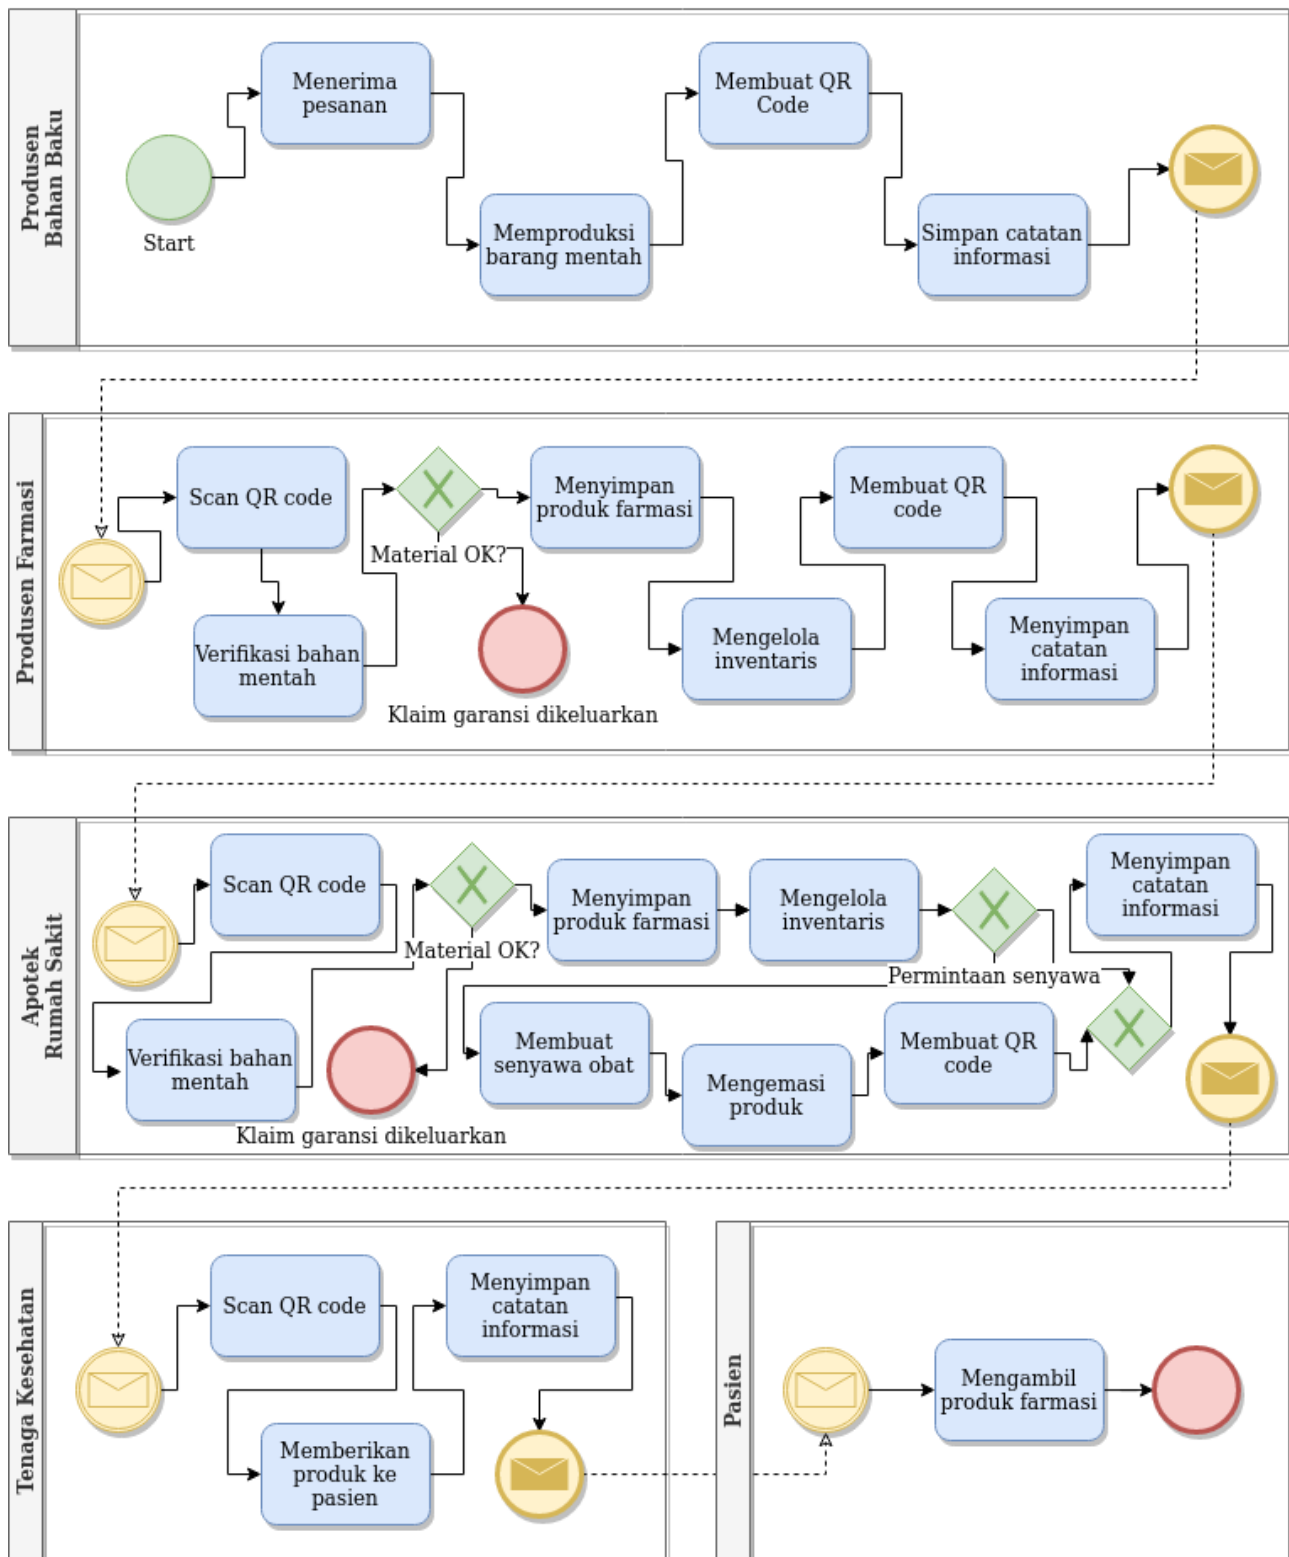 Produsen
Bahan Baku
Start
Menerima
pesanan
Memproduksi
barang mentah
Membuat QR
Code
Simpan catatan
informasi
Produsen Farmasi
Scan QR code
Verifikasi bahan
mentah
Material OK?
Klaim garansi dikeluarkan
Menyimpan
produk farmasi
Mengelola
inventaris
Membuat QR
code
Menyimpan
catatan
informasi
Apotek
Rumah Sakit
Scan QR code
Verifikasi bahan
mentah
Material OK?
Klaim garansi dikeluarkan
Menyimpan
produk farmasi
Mengelola
inventaris
Permintaan senyawa
Membuat
senyawa obat
Mengemasi
produk
Membuat QR
code
Menyimpan
catatan
informasi
Tenaga Kesehatan
Scan QR code
Memberikan
produk ke
pasien
Menyimpan
catatan
informasi
Pasien
Mengambil
produk farmasi